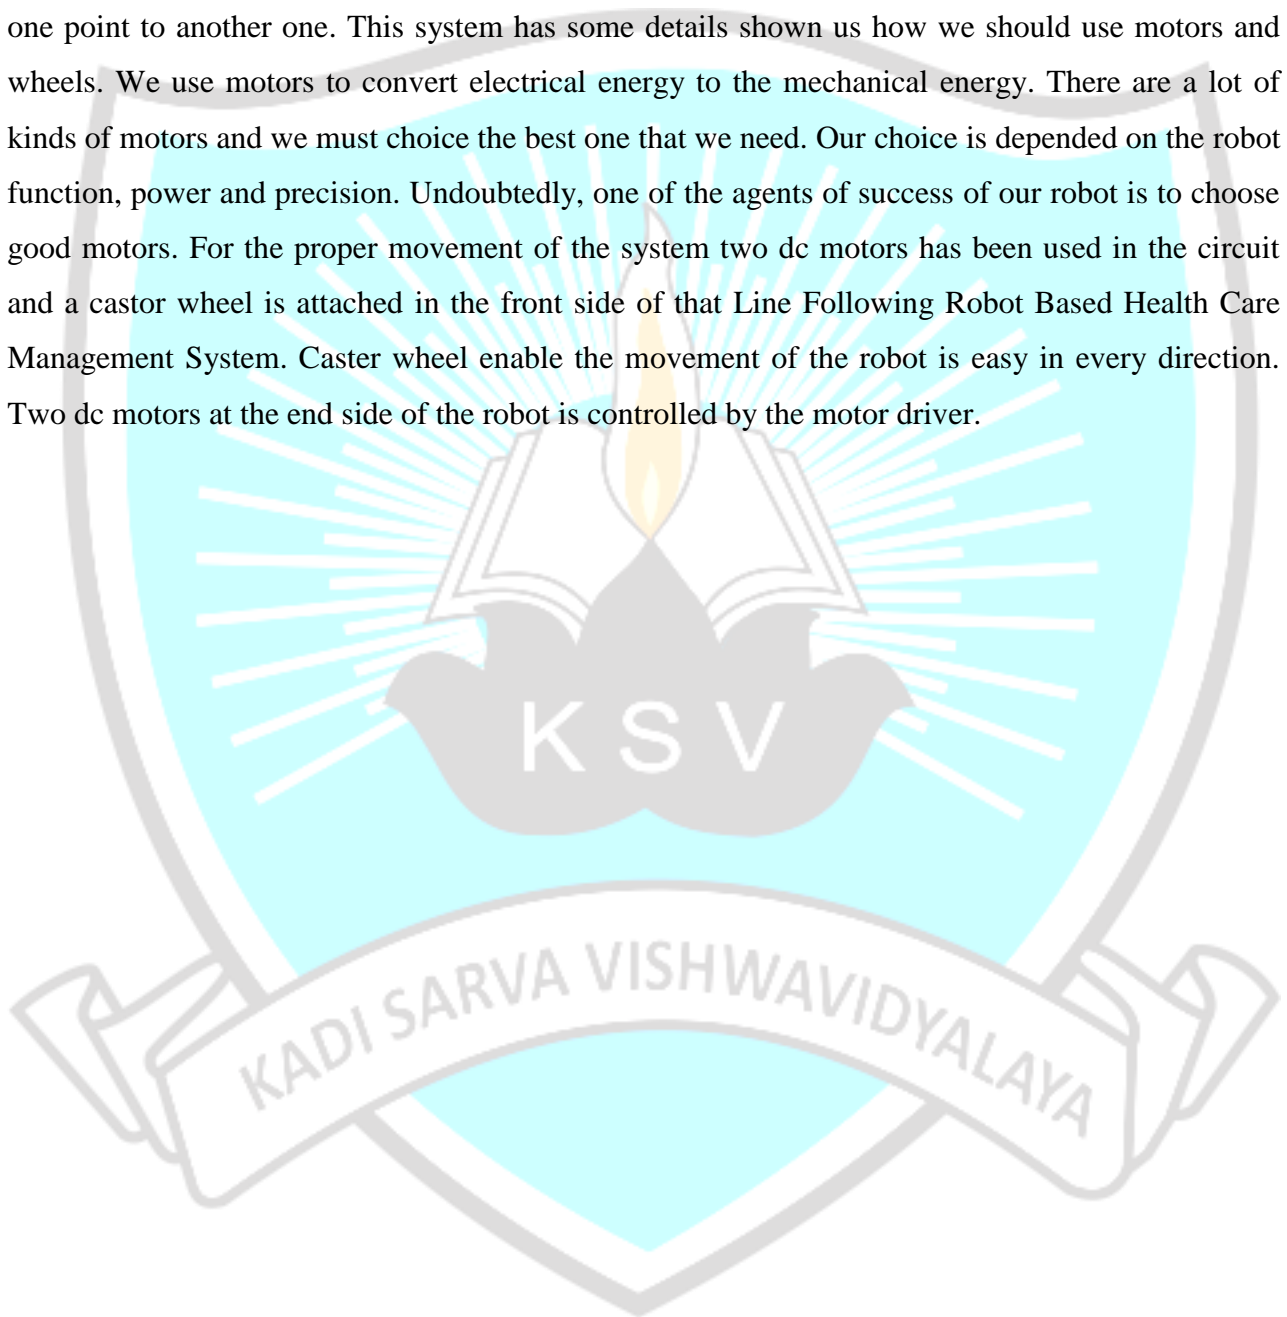 one point to another one. This system has some details shown us how we should use motors and
wheels. We use motors to convert electrical energy to the mechanical energy. There are a lot of
kinds of motors and we must choice the best one that we need. Our choice is depended on the robot
function, power and precision. Undoubtedly, one of the agents of success of our robot is to choose
good motors. For the proper movement of the system two dc motors has been used in the circuit
and a castor wheel is attached in the front side of that Line Following Robot Based Health Care
Management System. Caster wheel enable the movement of the robot is easy in every direction.
Two dc motors at the end side of the robot is controlled by the motor driver.
K S V
KADI SARVA VISHWAVIDYALAYA